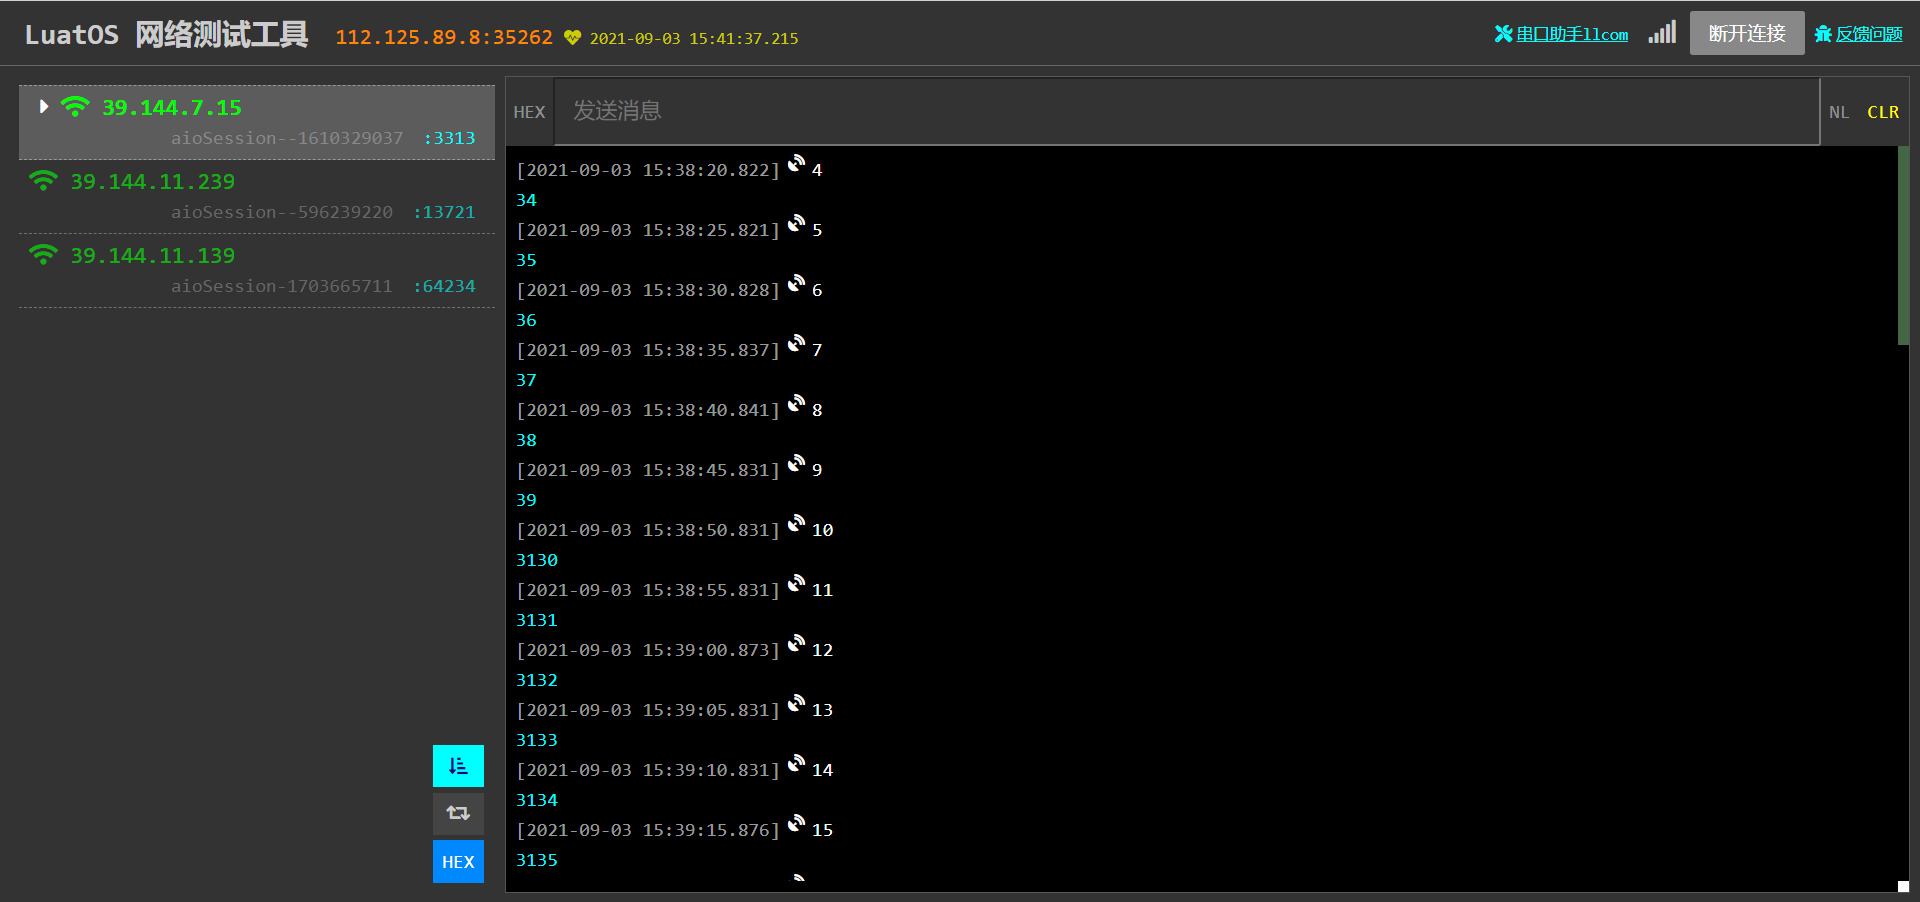 LuatOS 网络测试工具 112.125.89.8:35262 2021-09-03 15:41:37.215 串口助手llcom 断开连接 反馈问题
39.144.7.15
aioSession--1610329037 :3313
39.144.11.239
aioSession--596239220 :13721
39.144.11.139
aioSession-1703665711 :64234
HEX
HEX 发送消息 NL CLR
[2021-09-03 15:38:20.822] 4
34
[2021-09-03 15:38:25.821] 5
35
[2021-09-03 15:38:30.828] 6
36
[2021-09-03 15:38:35.837] 7
37
[2021-09-03 15:38:40.841] 8
38
[2021-09-03 15:38:45.831] 9
39
[2021-09-03 15:38:50.831] 10
3130
[2021-09-03 15:38:55.831] 11
3131
[2021-09-03 15:39:00.873] 12
3132
[2021-09-03 15:39:05.831] 13
3133
[2021-09-03 15:39:10.831] 14
3134
[2021-09-03 15:39:15.876] 15
3135